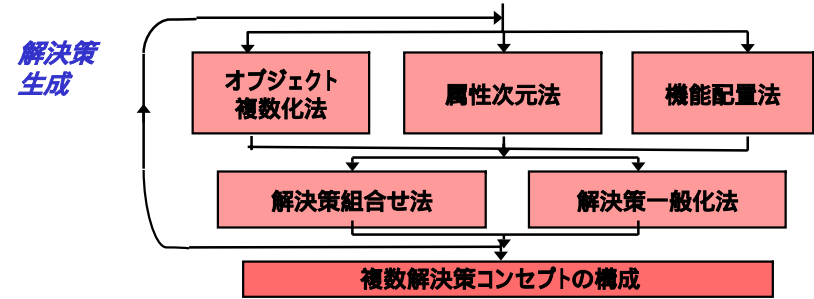 解決策
生成
オブジェクト
複数化法
属性次元法
機能配置法
解決策組合せ法
解決策一般化法
複数解決策コンセプトの構成